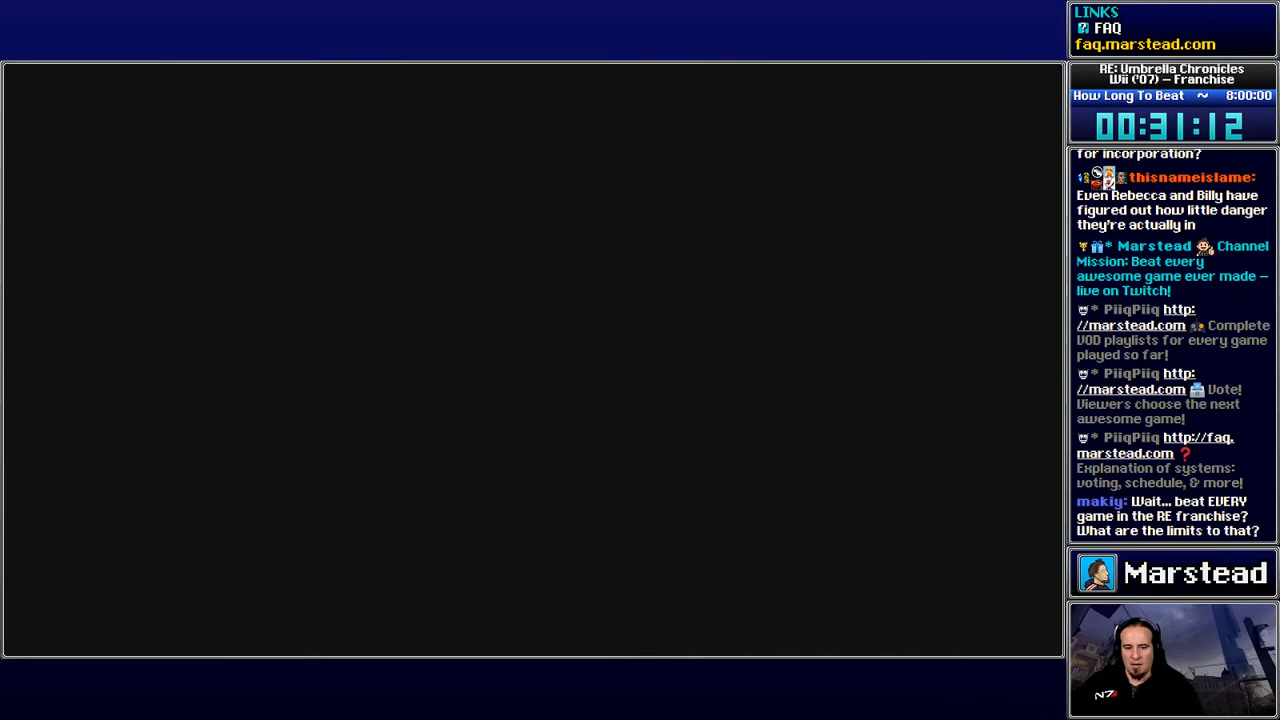 LINKS
FAQ
faq.marstead.com
RE: Umbrella Chronicles
Wii ('07) – Franchise
How Long To Beat ~ 8:00:00
00:31:12
for incorporation?
thisnameislame:
Even Rebecca and Billy have
figured out how little danger
they're actually in
* Marstead Channel
Mission: Beat every
awesome game ever made –
live on Twitch!
* PiiqPiiq http:
//marstead.com Complete
VOD playlists for every game
played so far!
* PiiqPiiq http:
//marstead.com Vote!
Viewers choose the next
awesome game!
* PiiqPiiq http://faq.
marstead.com ❓
Explanation of systems:
voting, schedule, & more!
makiy: Wait... beat EVERY
game in the RE franchise?
What are the limits to that?
Marstead
N7